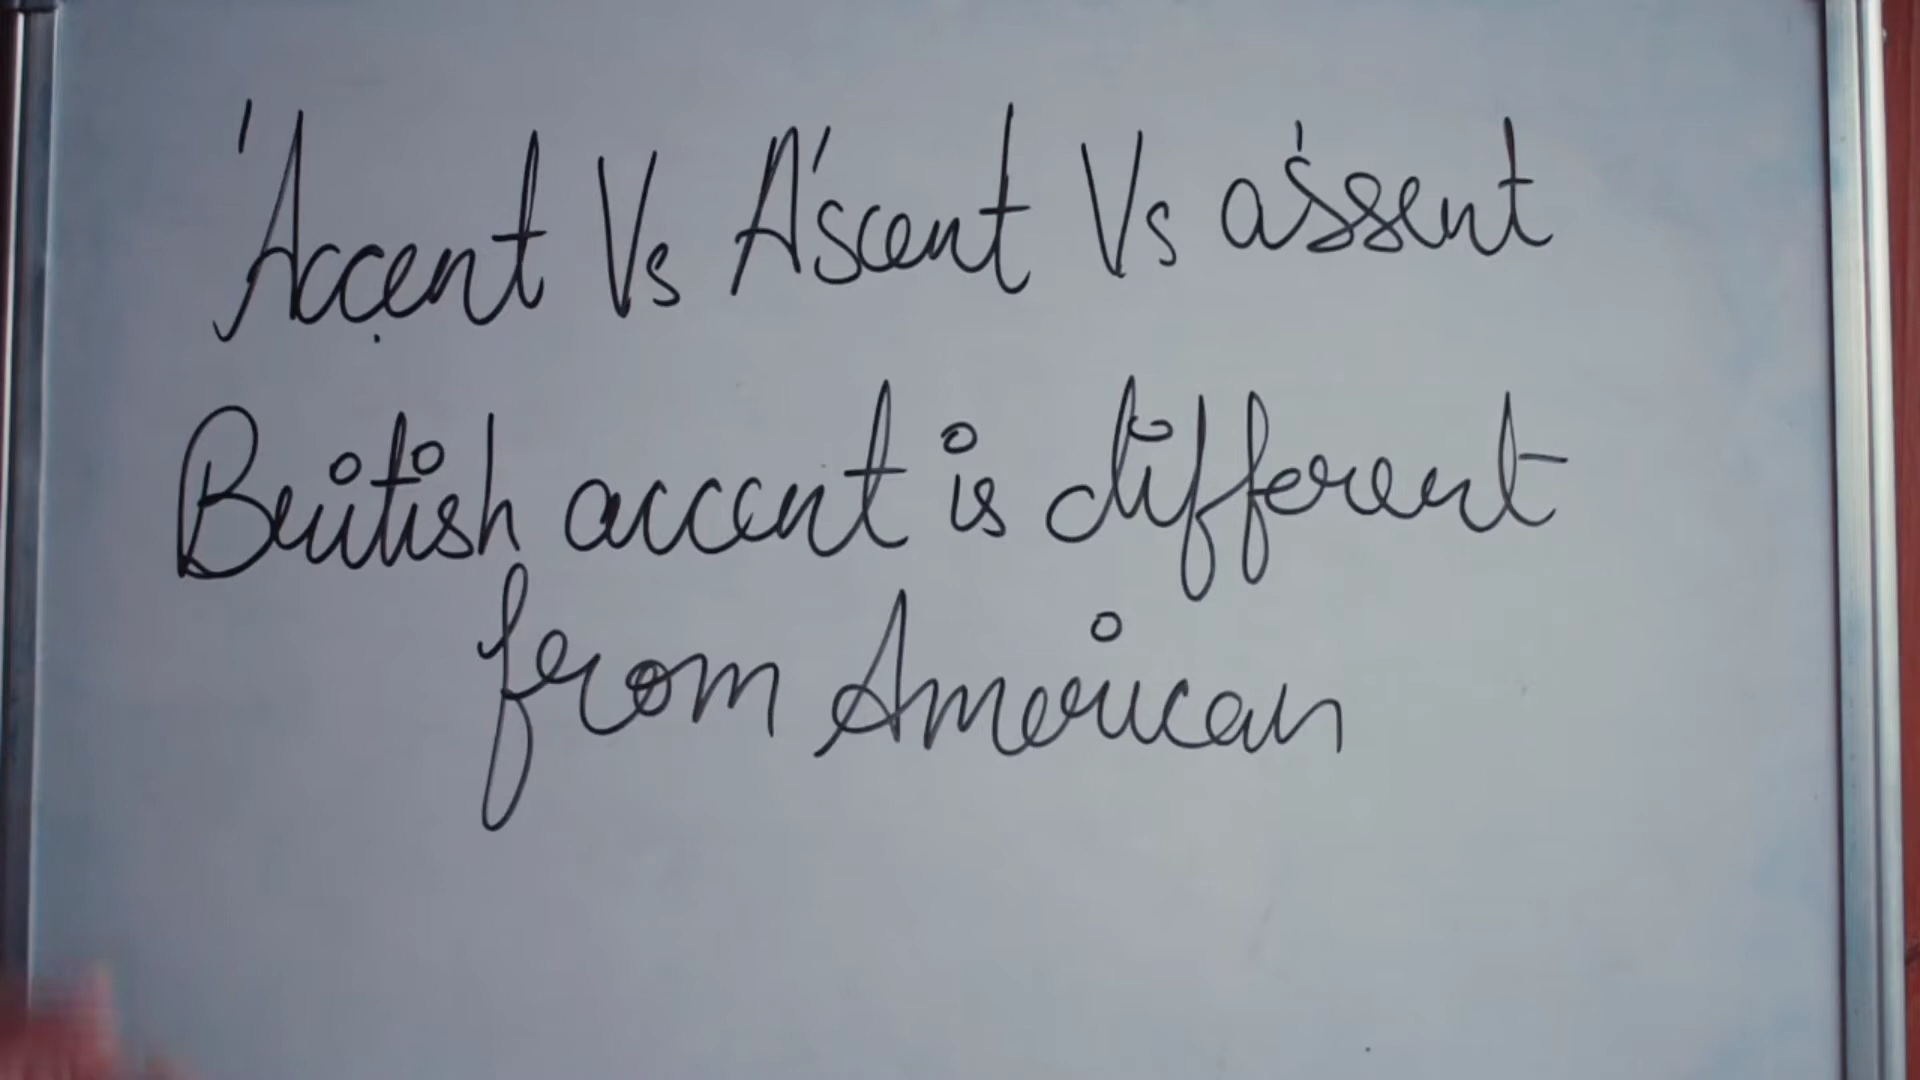 'Accent Vs A'scent Vs a'ssent
British accent is different
from American